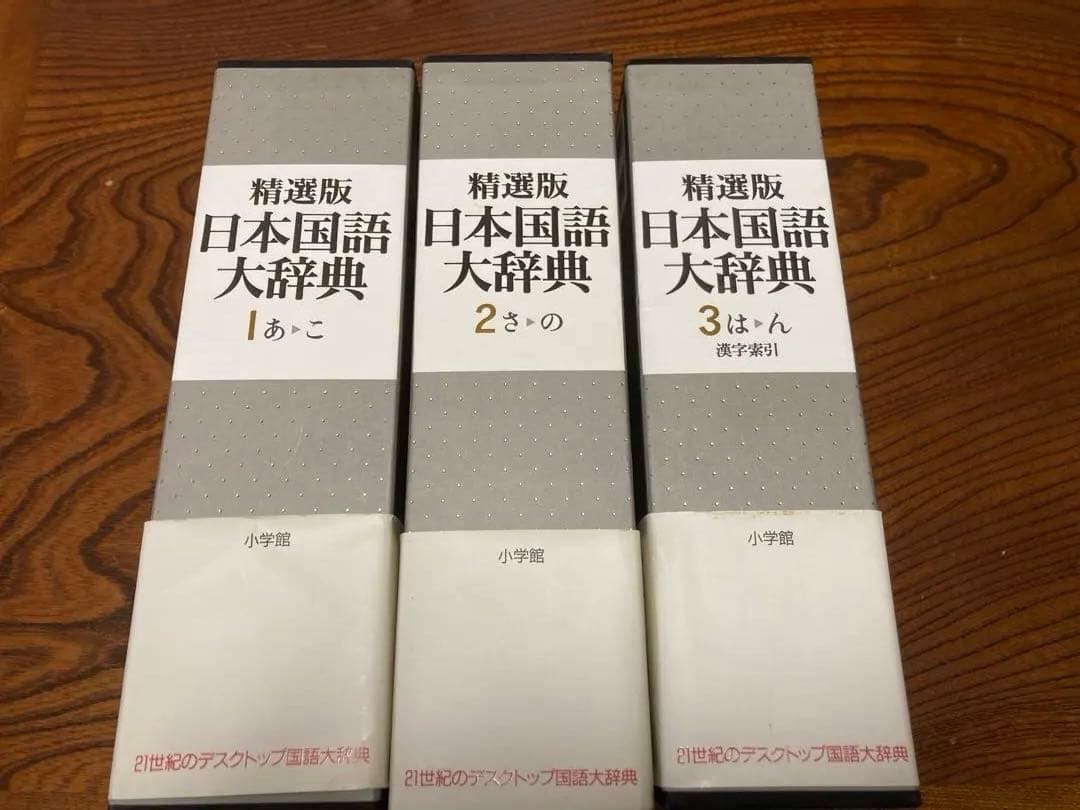 精選版
日本国語
大辞典
1あ▶こ
小学館
21世紀のデスクトップ国語大辞典
精選版
日本国語
大辞典
2さ▶の
小学館
21世紀のデスクトップ国語大辞典
精選版
日本国語
大辞典
3は▶ん
漢字索引
小学館
21世紀のデスクトップ国語大辞典